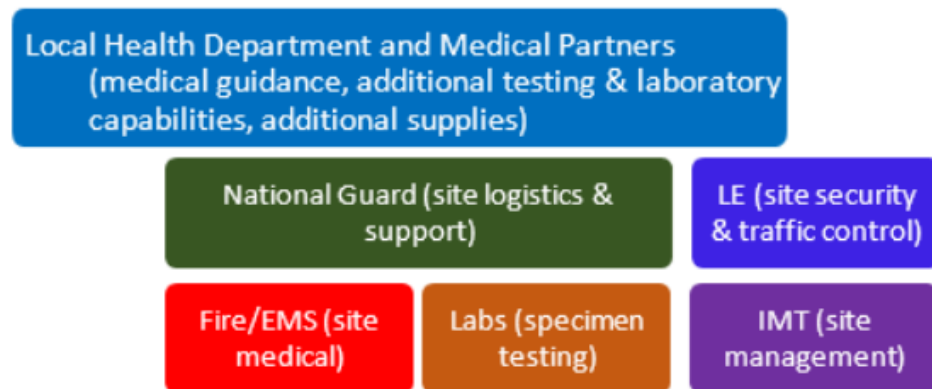 Local Health Department and Medical Partners
(medical guidance, additional testing & laboratory
capabilities, additional supplies)
National Guard (site logistics &
support)
LE (site security
& traffic control)
Fire/EMS (site
medical)
Labs (specimen
testing)
IMT (site
management)